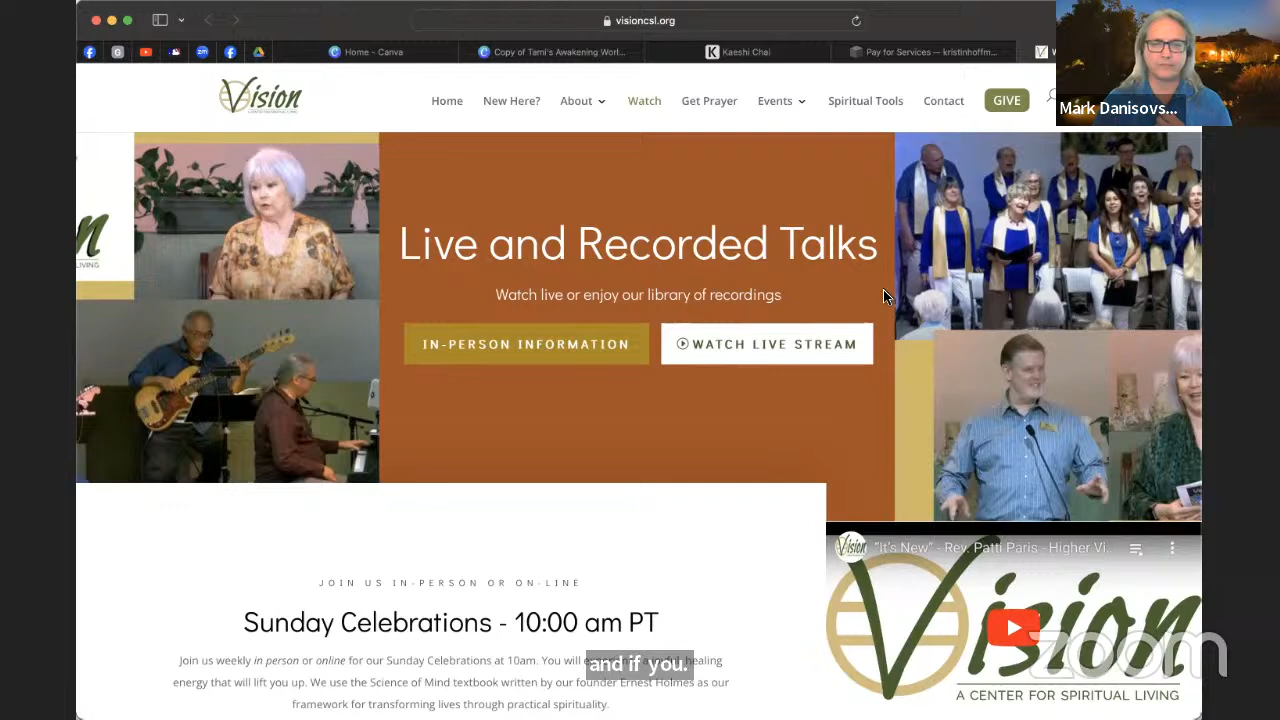 visioncsl.org
Home – Canva
Copy of Tami's Awakening Worl...
Kaeshi Chai
Pay for Services — kristinhoffm...
Vision
A CENTER FOR SPIRITUAL LIVING
Home New Here? About Watch Get Prayer Events Spiritual Tools Contact GIVE
Mark Danisovs...
LIVING
Live and Recorded Talks
Watch live or enjoy our library of recordings
IN-PERSON INFORMATION
WATCH LIVE STREAM
JOIN US IN-PERSON OR ON-LINE
Sunday Celebrations - 10:00 am PT
Join us weekly in person or online for our Sunday Celebrations at 10am. You will healing
energy that will lift you up. We use the Science of Mind textbook written by our founder Ernest Holmes as our
framework for transforming lives through practical spirituality.
and if you.
Vision
"It's New" - Rev. Patti Paris - Higher Vi...
Vision
A CENTER FOR SPIRITUAL LIVING
zoom